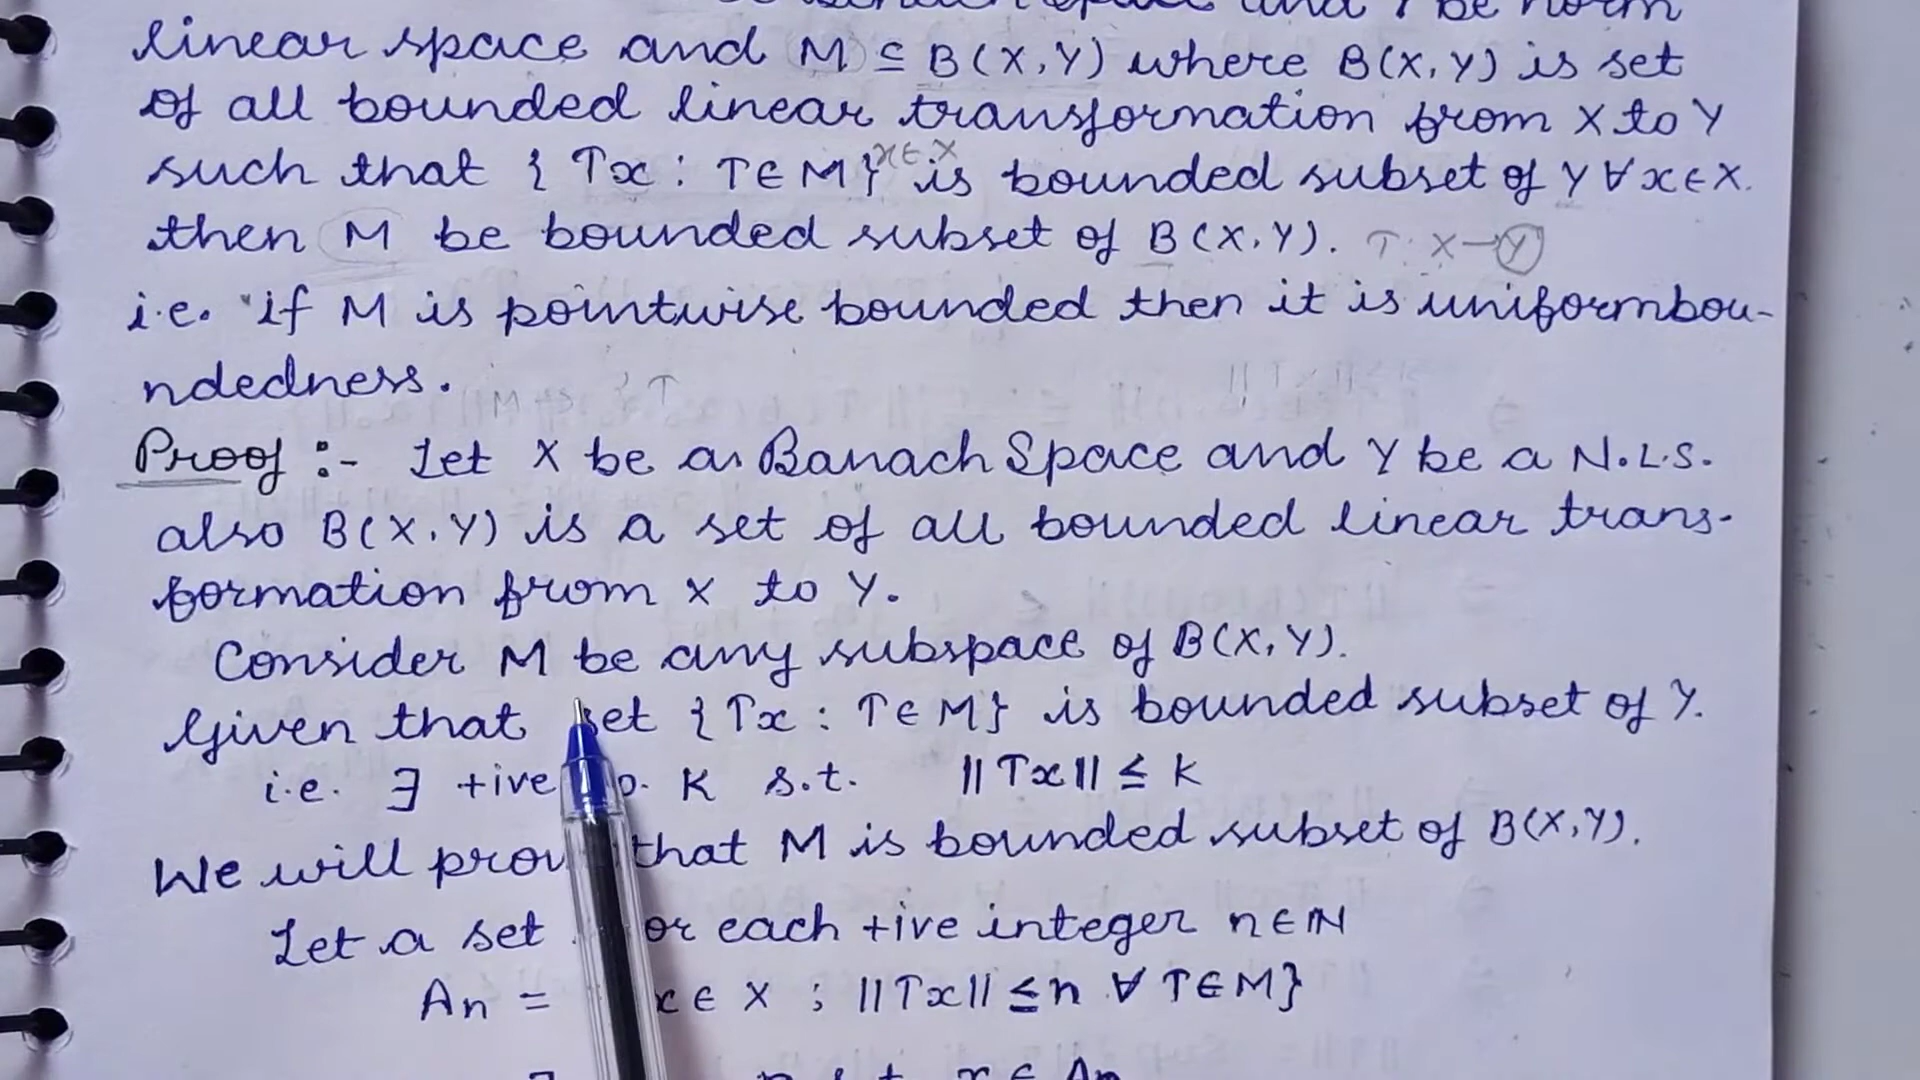 linear space and M ⊆ B(X,Y) where B(X,Y) is set
of all bounded linear transformation from X to Y
such that { Tx : T∈M} x∈X is bounded subset of Y ∀ x∈X.
then M be bounded subset of B(X,Y). T: X→Y
i.e. if M is pointwise bounded then it is uniformbou-
ndedness.
Proof :- Let X be a Banach Space and Y be a N.L.S.
also B(X,Y) is a set of all bounded linear trans-
formation from X to Y.
Consider M be any subspace of B(X,Y).
Given that set {Tx : T∈M} is bounded subset of Y.
i.e. ∃ +ive K s.t. ||Tx|| ≤ K
We will that M is bounded subset of B(X,Y).
Let a set each +ive integer n∈ℕ
An = x∈ X ; ||Tx|| ≤n ∀ T∈M}